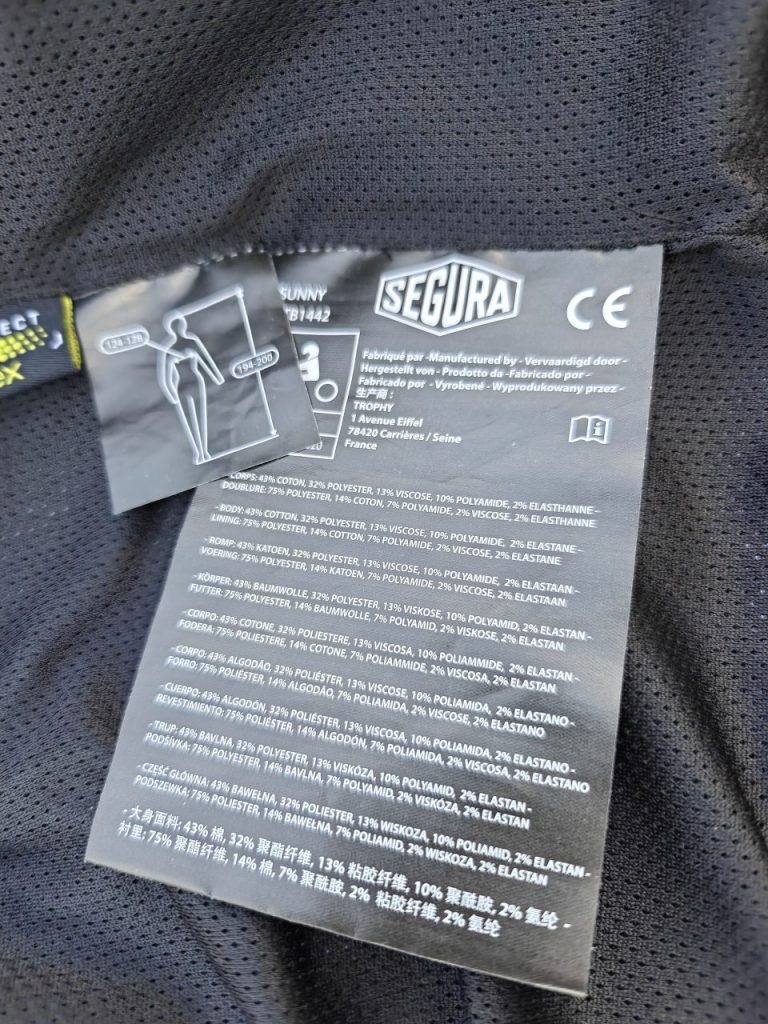 ECT
EX
124-128
194-200
SUNNY
TB1442
SEGURA
CE
20
Fabriqué par -Manufactured by - Vervaardigd door -
Hergestellt von - Prodotto da -Fabricado por -
Fabricado por - Vyrobené - Wyprodukowany przez -
生产商 :
TROPHY
1 Avenue Eiffel
78420 Carrières / Seine
France
- CORPS: 43% COTON, 32% POLYESTER, 13% VISCOSE, 10% POLYAMIDE, 2% ELASTHANNE -
DOUBLURE: 75% POLYESTER, 14% COTON, 7% POLYAMIDE, 2% VISCOSE, 2% ELASTHANNE
- BODY: 43% COTTON, 32% POLYESTER, 13% VISCOSE, 10% POLYAMIDE, 2% ELASTANE -
LINING: 75% POLYESTER, 14% COTTON, 7% POLYAMIDE, 2% VISCOSE, 2% ELASTANE
- ROMP: 43% KATOEN, 32% POLYESTER, 13% VISCOSE, 10% POLYAMIDE, 2% ELASTAAN -
VOERING: 75% POLYESTER, 14% KATOEN, 7% POLYAMIDE, 2% VISCOSE, 2% ELASTAAN
- KÖRPER: 43% BAUMWOLLE, 32% POLYESTER, 13% VISKOSE, 10% POLYAMID, 2% ELASTAN -
FUTTER: 75% POLYESTER, 14% BAUMWOLLE, 7% POLYAMID, 2% VISKOSE, 2% ELASTAN
- CORPO: 43% COTONE, 32% POLIESTERE, 13% VISCOSA, 10% POLIAMMIDE, 2% ELASTAN -
FODERA: 75% POLIESTERE, 14% COTONE, 7% POLIAMMIDE, 2% VISCOSA, 2% ELASTAN
- CORPO: 43% ALGODÃO, 32% POLIÉSTER, 13% VISCOSE, 10% POLIAMIDA, 2% ELASTANO -
FORRO: 75% POLIÉSTER, 14% ALGODÃO, 7% POLIAMIDA, 2% VISCOSE, 2% ELASTANO
- CUERPO: 43% ALGODÓN, 32% POLIÉSTER, 13% VISCOSA, 10% POLIAMIDA, 2% ELASTANO -
REVESTIMIENTO: 75% POLIÉSTER, 14% ALGODÓN, 7% POLIAMIDA, 2% VISCOSA, 2% ELASTANO
- TRUP: 43% BAVLNA, 32% POLYESTER, 13% VISKÓZA, 10% POLYAMID, 2% ELASTAN -
PODŠÍVKA: 75% POLYESTER, 14% BAVLNA, 7% POLYAMID, 2% VISKÓZA, 2% ELASTAN
- CZĘŚĆ GŁÓWNA: 43% BAWEŁNA, 32% POLIESTER, 13% WISKOZA, 10% POLIAMID, 2% ELASTAN -
PODSZEWKA: 75% POLIESTER, 14% BAWEŁNA, 7% POLIAMID, 2% WISKOZA, 2% ELASTAN
- 大身面料: 43% 棉, 32% 聚酯纤维, 13% 粘胶纤维, 10% 聚酰胺, 2% 氨纶 -
衬里: 75% 聚酯纤维, 14% 棉, 7% 聚酰胺, 2% 粘胶纤维, 2% 氨纶